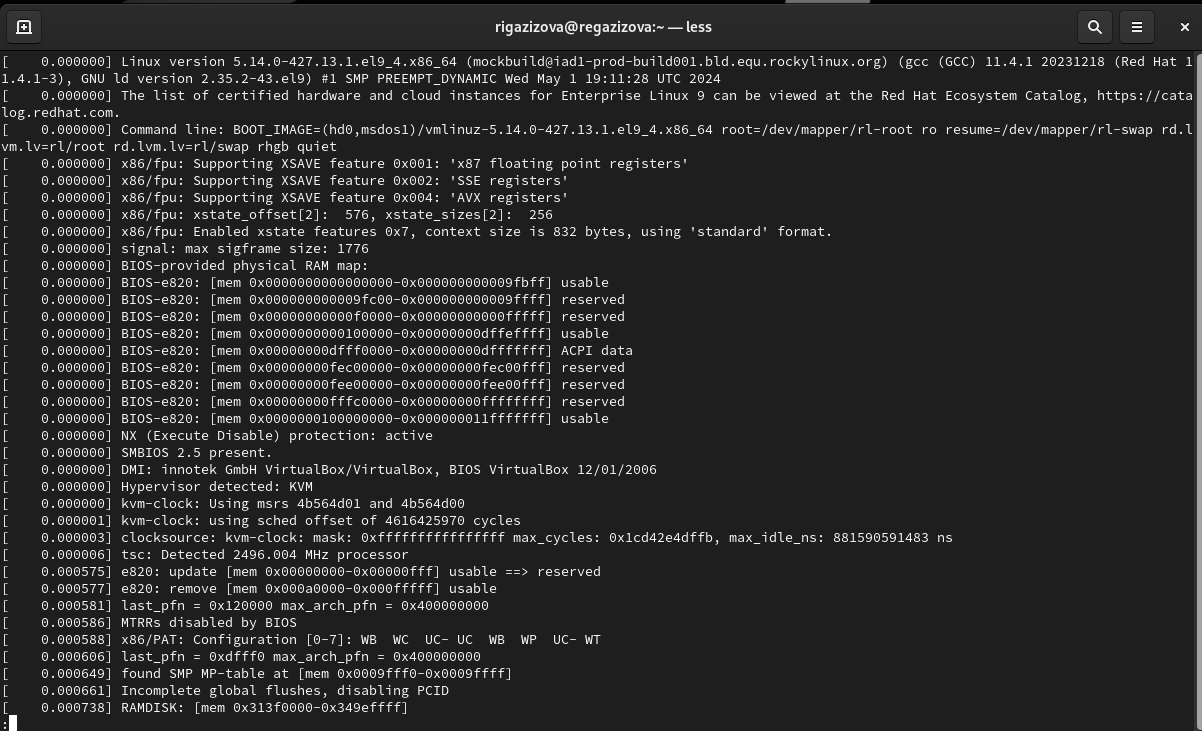 rigazizova@regazizova:~ — less
[    0.000000] Linux version 5.14.0-427.13.1.el9_4.x86_64 (mockbuild@iad1-prod-build001.bld.equ.rockylinux.org) (gcc (GCC) 11.4.1 20231218 (Red Hat 1
1.4.1-3), GNU ld version 2.35.2-43.el9) #1 SMP PREEMPT_DYNAMIC Wed May 1 19:11:28 UTC 2024
[    0.000000] The list of certified hardware and cloud instances for Enterprise Linux 9 can be viewed at the Red Hat Ecosystem Catalog, https://cata
log.redhat.com.
[    0.000000] Command line: BOOT_IMAGE=(hd0,msdos1)/vmlinuz-5.14.0-427.13.1.el9_4.x86_64 root=/dev/mapper/rl-root ro resume=/dev/mapper/rl-swap rd.l
vm.lv=rl/root rd.lvm.lv=rl/swap rhgb quiet
[    0.000000] x86/fpu: Supporting XSAVE feature 0x001: 'x87 floating point registers'
[    0.000000] x86/fpu: Supporting XSAVE feature 0x002: 'SSE registers'
[    0.000000] x86/fpu: Supporting XSAVE feature 0x004: 'AVX registers'
[    0.000000] x86/fpu: xstate_offset[2]:  576, xstate_sizes[2]:  256
[    0.000000] x86/fpu: Enabled xstate features 0x7, context size is 832 bytes, using 'standard' format.
[    0.000000] signal: max sigframe size: 1776
[    0.000000] BIOS-provided physical RAM map:
[    0.000000] BIOS-e820: [mem 0x0000000000000000-0x000000000009fbff] usable
[    0.000000] BIOS-e820: [mem 0x000000000009fc00-0x000000000009ffff] reserved
[    0.000000] BIOS-e820: [mem 0x00000000000f0000-0x00000000000fffff] reserved
[    0.000000] BIOS-e820: [mem 0x0000000000100000-0x00000000dffeffff] usable
[    0.000000] BIOS-e820: [mem 0x00000000dfff0000-0x00000000dfffffff] ACPI data
[    0.000000] BIOS-e820: [mem 0x00000000fec00000-0x00000000fec00fff] reserved
[    0.000000] BIOS-e820: [mem 0x00000000fee00000-0x00000000fee00fff] reserved
[    0.000000] BIOS-e820: [mem 0x00000000fffc0000-0x00000000ffffffff] reserved
[    0.000000] BIOS-e820: [mem 0x0000000100000000-0x000000011fffffff] usable
[    0.000000] NX (Execute Disable) protection: active
[    0.000000] SMBIOS 2.5 present.
[    0.000000] DMI: innotek GmbH VirtualBox/VirtualBox, BIOS VirtualBox 12/01/2006
[    0.000000] Hypervisor detected: KVM
[    0.000000] kvm-clock: Using msrs 4b564d01 and 4b564d00
[    0.000001] kvm-clock: using sched offset of 4616425970 cycles
[    0.000003] clocksource: kvm-clock: mask: 0xffffffffffffffff max_cycles: 0x1cd42e4dffb, max_idle_ns: 881590591483 ns
[    0.000006] tsc: Detected 2496.004 MHz processor
[    0.000575] e820: update [mem 0x00000000-0x00000fff] usable ==> reserved
[    0.000577] e820: remove [mem 0x000a0000-0x000fffff] usable
[    0.000581] last_pfn = 0x120000 max_arch_pfn = 0x400000000
[    0.000586] MTRRs disabled by BIOS
[    0.000588] x86/PAT: Configuration [0-7]: WB  WC  UC- UC  WB  WP  UC- WT
[    0.000606] last_pfn = 0xdfff0 max_arch_pfn = 0x400000000
[    0.000649] found SMP MP-table at [mem 0x0009fff0-0x0009ffff]
[    0.000661] Incomplete global flushes, disabling PCID
[    0.000738] RAMDISK: [mem 0x313f0000-0x349effff]
: